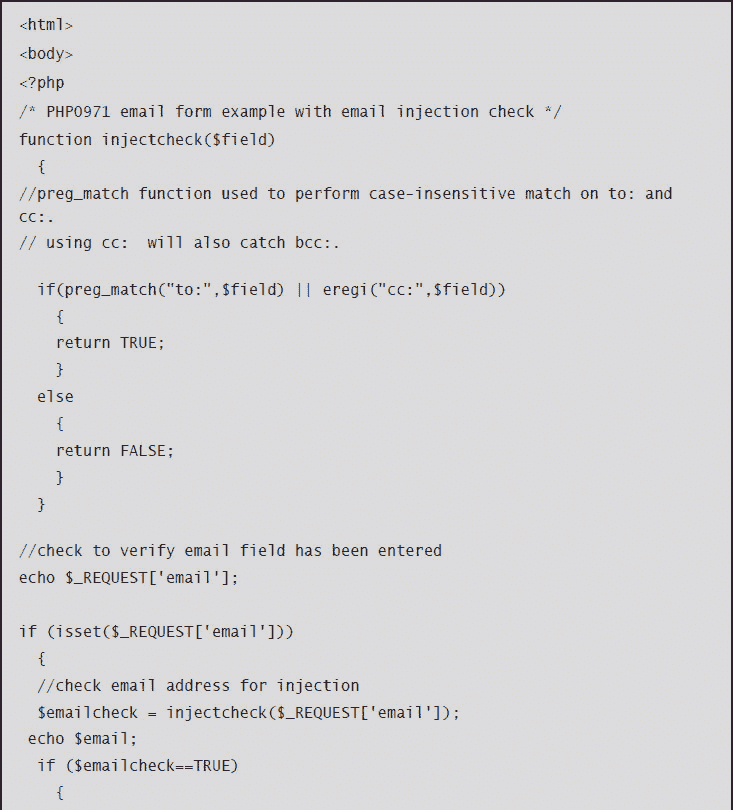 <html>
<body>
<?php
/* PHP0971 email form example with email injection check */
function injectcheck($field)
{
//preg_match function used to perform case-insensitive match on to: and
cc:.
// using cc:  will also catch bcc:.
if(preg_match("to:",$field) || eregi("cc:",$field))
{
return TRUE;
}
else
{
return FALSE;
}
}
//check to verify email field has been entered
echo $_REQUEST['email'];
if (isset($_REQUEST['email']))
{
//check email address for injection
$emailcheck = injectcheck($_REQUEST['email']);
echo $email;
if ($emailcheck==TRUE)
{